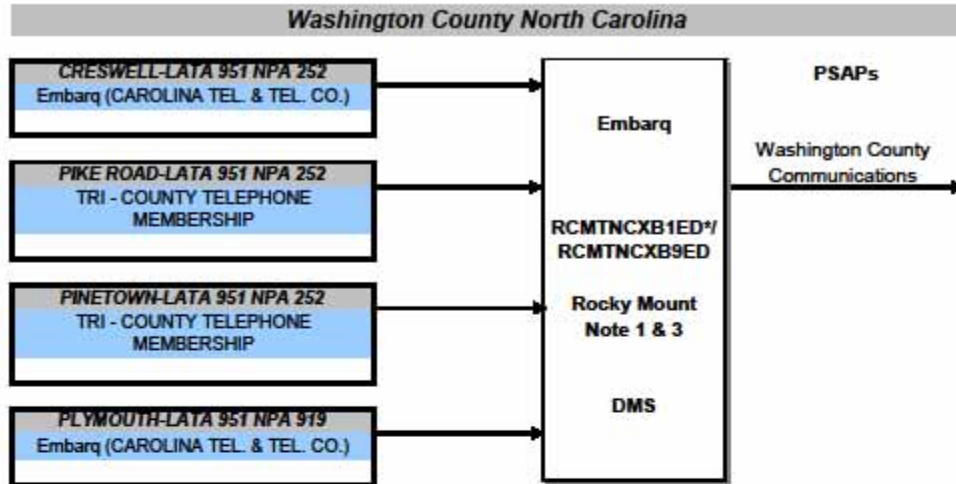 Washington County North Carolina
CRESWELL-LATA 951 NPA 252
Embarq (CAROLINA TEL. & TEL. CO.)
PIKE ROAD-LATA 951 NPA 252
TRI - COUNTY TELEPHONE
MEMBERSHIP
PINETOWN-LATA 951 NPA 252
TRI - COUNTY TELEPHONE
MEMBERSHIP
PLYMOUTH-LATA 951 NPA 919
Embarq (CAROLINA TEL. & TEL. CO.)
Embarq
RCMTNCXB1ED*/
RCMTNCXB9ED
Rocky Mount
Note 1 & 3
DMS
PSAPs
Washington County
Communications